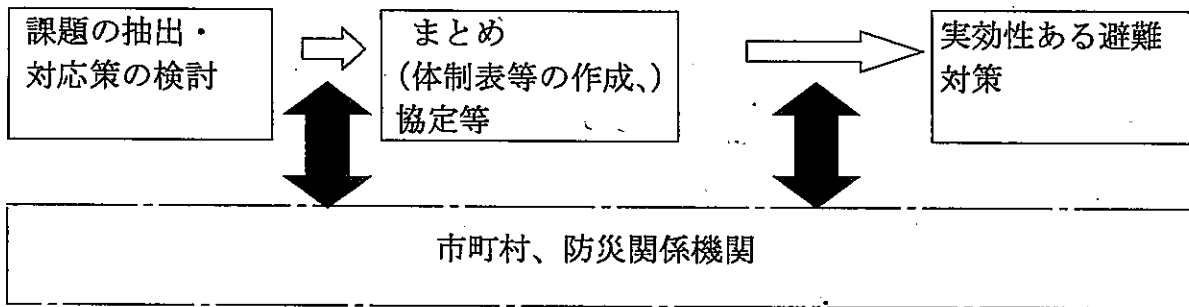 課題の抽出・
対応策の検討
まとめ
(体制表等の作成、)
協定等
実効性ある避難
対策
市町村、防災関係機関